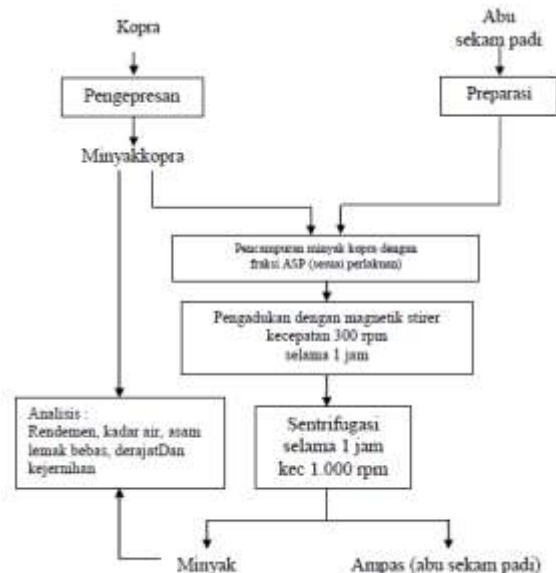 Kopra
Abu
sekam padi
Pengepresan
Preparasi
Minyakkopra
Pencampuran minyak kopra dengan
fraksi ASP (sesuai perlakuan)
Pengadukan dengan magnetik stirer
kecepatan 300 rpm
selama 1 jam
Analisis :
Rendemen, kadar air, asam
lemak bebas, derajatDan
kejernihan
Sentrifugasi
selama 1 jam
kec 1.000 rpm
Minyak
Ampas (abu sekam padi)